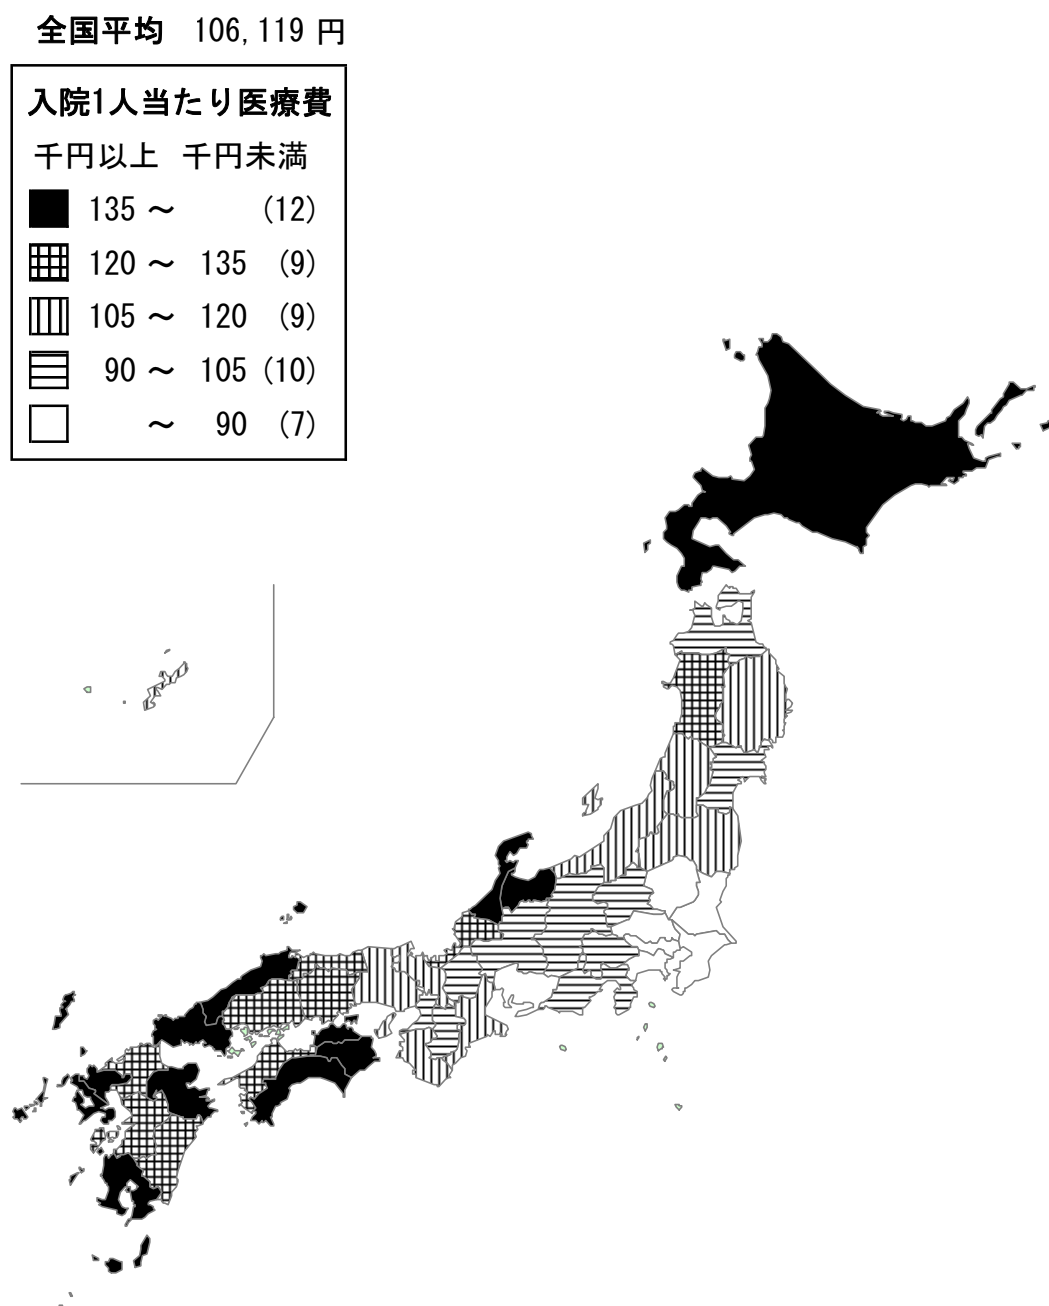 全国平均 106,119 円
入院1人当たり医療費
千円以上 千円未満
135 ～ (12)
120 ～ 135 (9)
105 ～ 120 (9)
90 ～ 105 (10)
～ 90 (7)